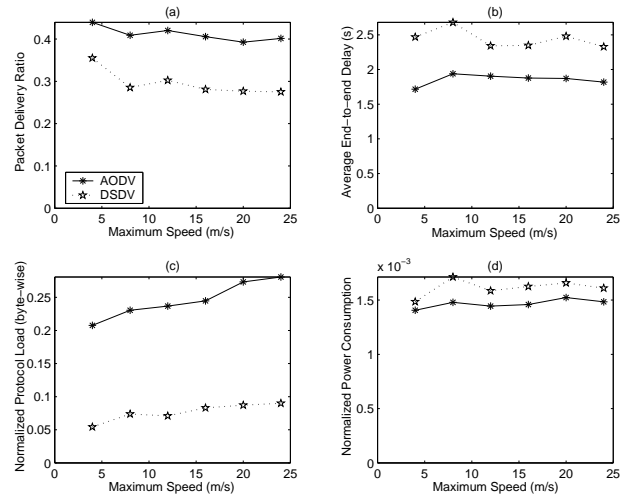 (a)
Packet Delivery Ratio
0.4
0.3
0.2
0.1
0
AODV
DSDV
0 5 10 15 20 25
Maximum Speed (m/s)
(b)
Average End-to-end Delay (s)
2.5
2
1.5
1
0.5
0
0 5 10 15 20 25
Maximum Speed (m/s)
(c)
Normalized Protocol Load (byte-wise)
0.25
0.2
0.15
0.1
0.05
0
0 5 10 15 20 25
Maximum Speed (m/s)
x 10⁻³
(d)
Normalized Power Consumption
1.5
1
0.5
0
0 5 10 15 20 25
Maximum Speed (m/s)